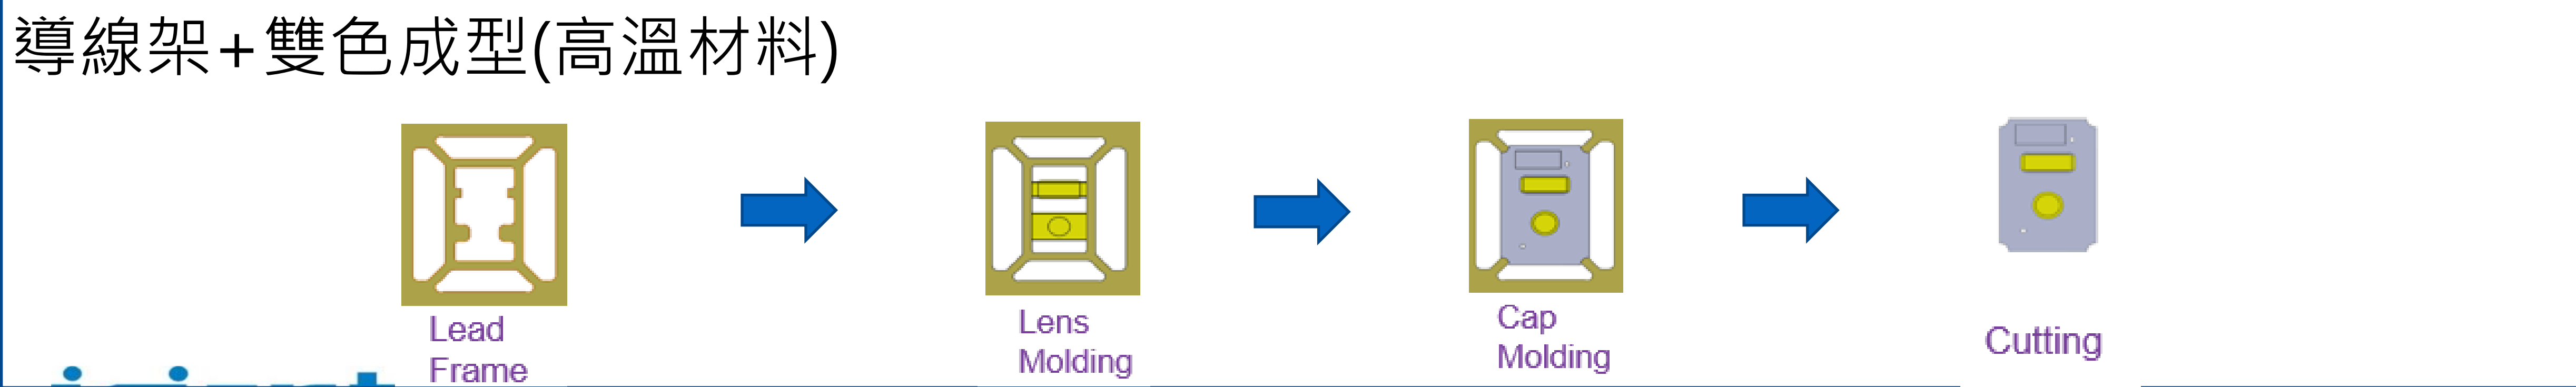 導線架+雙色成型(高溫材料)
Lead
Frame
Lens
Molding
Cap
Molding
Cutting